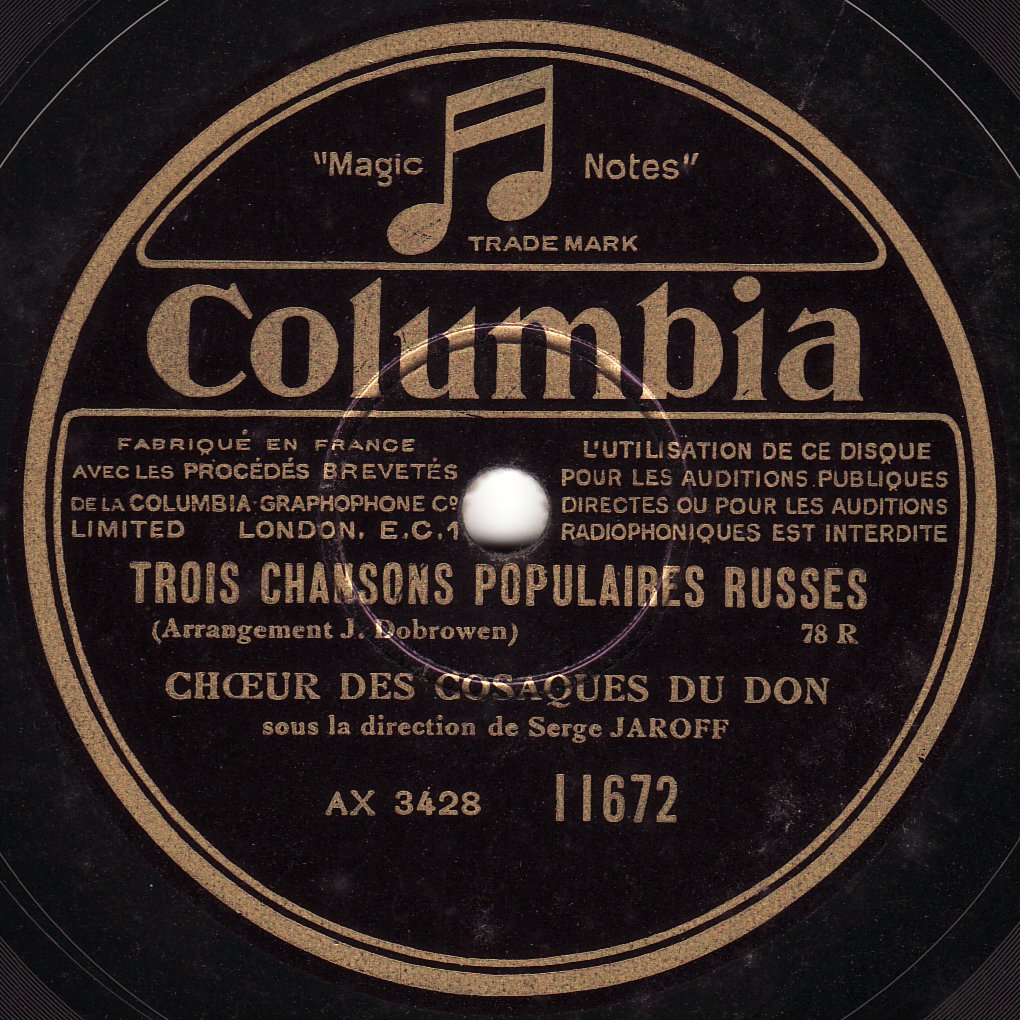 "Magic Notes"
TRADE MARK
Columbia
FABRIQUÉ EN FRANCE
AVEC LES PROCÉDÉS BREVETÉS
DE LA COLUMBIA GRAPHOPHONE Cº
LIMITED LONDON. E.C.1
L'UTILISATION DE CE DISQUE
POUR LES AUDITIONS PUBLIQUES
DIRECTES OU POUR LES AUDITIONS
RADIOPHONIQUES EST INTERDITE
TROIS CHANSONS POPULAIRES RUSSES
(Arrangement J. Dobrowen) 78 R
CHŒUR DES COSAQUES DU DON
sous la direction de Serge JAROFF
AX 3428 11672